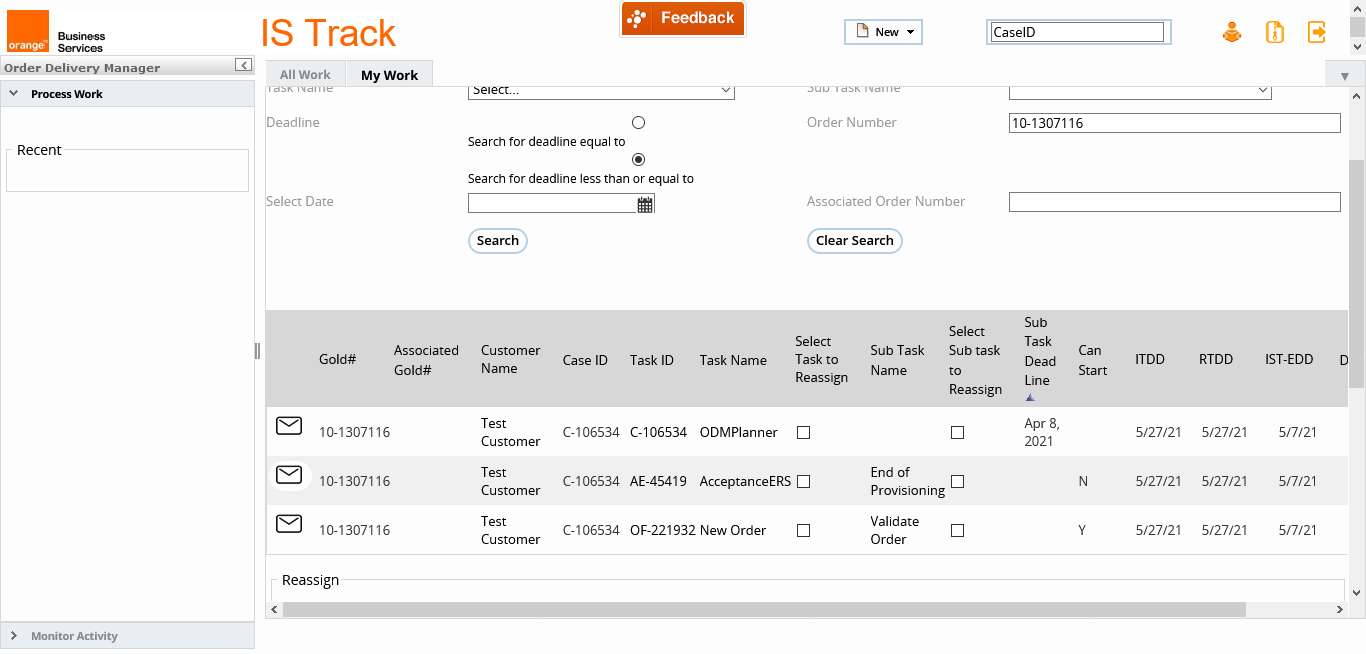 orange™
Business
Services
IS Track
Feedback
New
CaseID
Order Delivery Manager
All Work
My Work
Process Work
Task Name
Select...
Sub Task Name
Deadline
Order Number
10-1307116
Search for deadline equal to
Recent
Search for deadline less than or equal to
Select Date
Associated Order Number
Search
Clear Search
Gold#
Associated
Gold#
Customer
Name
Case ID
Task ID
Task Name
Select
Task to
Reassign
Sub Task
Name
Select
Sub task
to
Reassign
Sub
Task
Dead
Line
Can
Start
ITDD
RTDD
IST-EDD
D
10-1307116
Test
Customer
C-106534
C-106534
ODMPlanner
Apr 8,
2021
5/27/21
5/27/21
5/7/21
10-1307116
Test
Customer
C-106534
AE-45419
AcceptanceERS
End of
Provisioning
N
5/27/21
5/27/21
5/7/21
10-1307116
Test
Customer
C-106534
OF-221932
New Order
Validate
Order
Y
5/27/21
5/27/21
5/7/21
Reassign
Monitor Activity